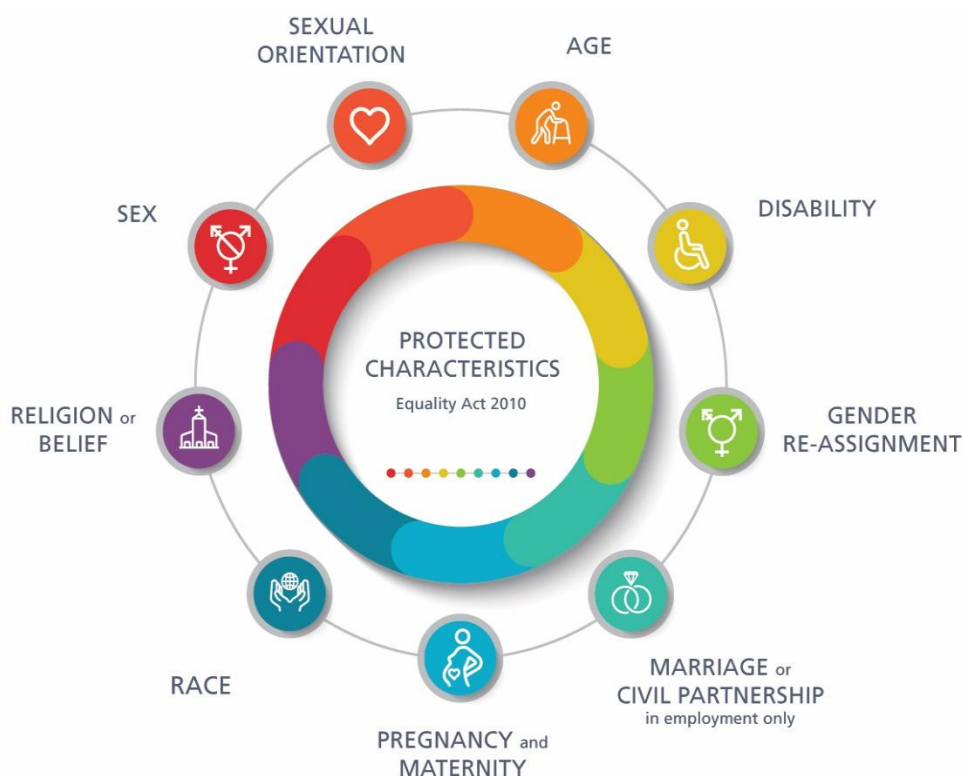 SEXUAL
ORIENTATION
AGE
DISABILITY
GENDER
RE-ASSIGNMENT
MARRIAGE or
CIVIL PARTNERSHIP
in employment only
PREGNANCY and
MATERNITY
RACE
RELIGION or
BELIEF
SEX
PROTECTED
CHARACTERISTICS
Equality Act 2010